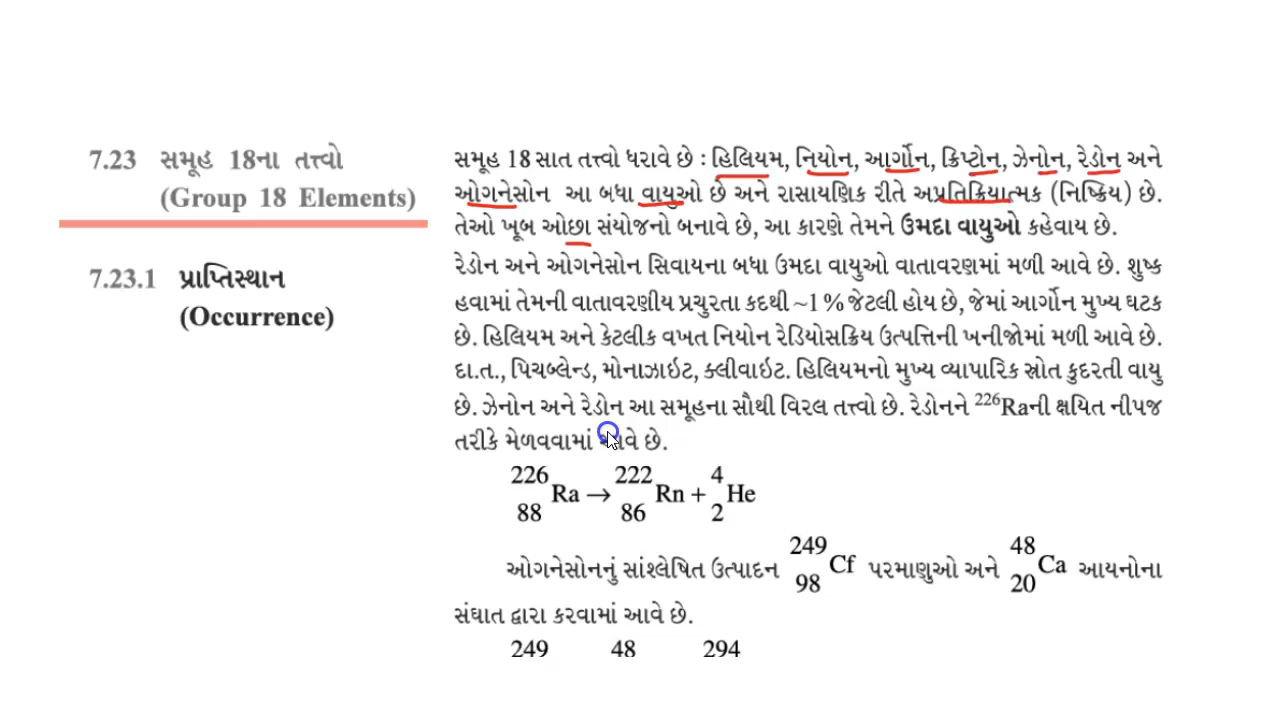 7.23 સમૂહ 18ના તત્ત્વો
(Group 18 Elements)
સમૂહ 18 સાત તત્ત્વો ધરાવે છે : હિલિયમ, નિયોન, આર્ગોન, ક્રિપ્ટોન, ઝેનોન, રેડોન અને
ઓગનેસોન આ બધા વાયુઓ છે અને રાસાયણિક રીતે અપ્રતિક્રિયાત્મક (નિષ્ક્રિય) છે.
તેઓ ખૂબ ઓછા સંયોજનો બનાવે છે, આ કારણે તેમને ઉમદા વાયુઓ કહેવાય છે.
7.23.1 પ્રાપ્તિસ્થાન
(Occurrence)
રેડોન અને ઓગનેસોન સિવાયના બધા ઉમદા વાયુઓ વાતાવરણમાં મળી આવે છે. શુષ્ક
હવામાં તેમની વાતાવરણીય પ્રચુરતા કદથી ~1% જેટલી હોય છે, જેમાં આર્ગોન મુખ્ય ઘટક
છે. હિલિયમ અને કેટલીક વખત નિયોન રેડિયોસક્રિય ઉત્પત્તિની ખનીજોમાં મળી આવે છે.
દા.ત., પિચબ્લેન્ડ, મોનાઝાઇટ, ક્લીવાઇટ. હિલિયમનો મુખ્ય વ્યાપારિક સ્રોત કુદરતી વાયુ
છે. ઝેનોન અને રેડોન આ સમૂહના સૌથી વિરલ તત્ત્વો છે. રેડોનને ²²⁶Raની ક્ષયિત નીપજ
તરીકે મેળવવામાં આવે છે.
²²⁶₈₈Ra → ²²²₈₆Rn + ⁴₂He
ઓગનેસોનનું સાંશ્લેષિત ઉત્પાદન ²⁴⁹₉₈Cf પરમાણુઓ અને ⁴⁸₂₀Ca આયનોના
સંઘાત દ્વારા કરવામાં આવે છે.
249 48 294